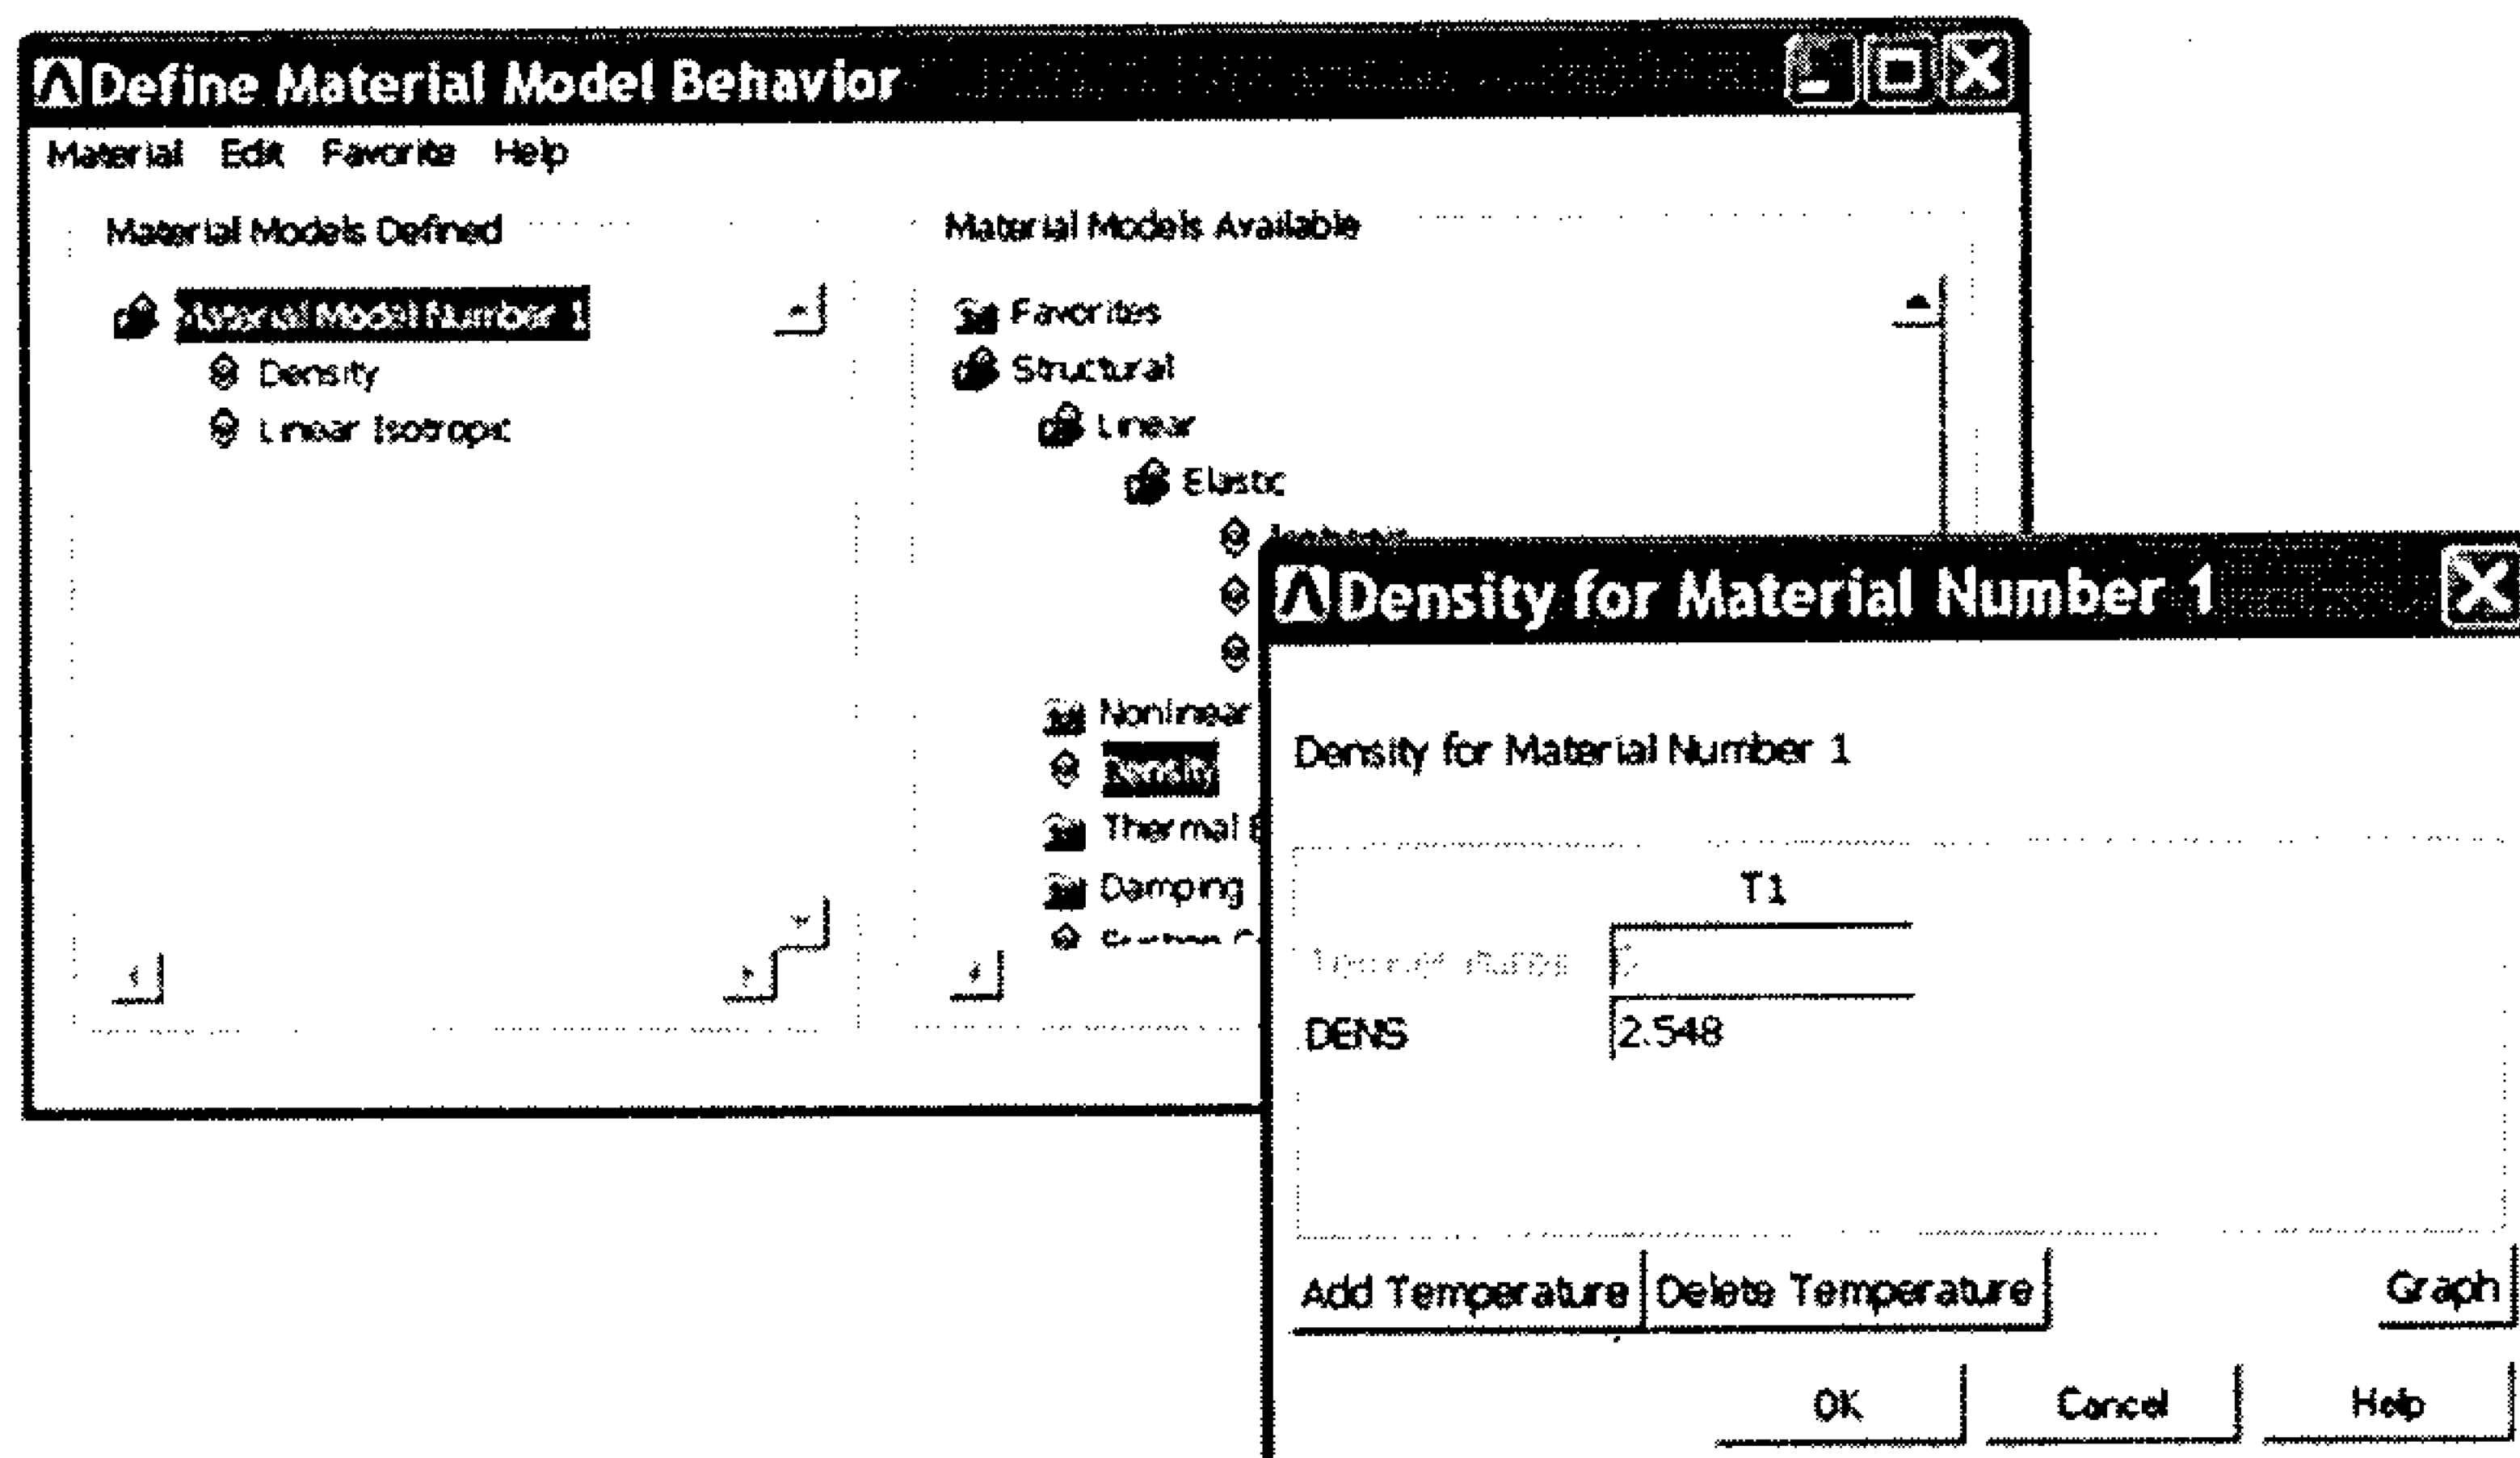 Define Material Model Behavior
Material Edit Favorite Help
Material Models Defined
Material Models Available
Material Model Number 1
Density
Linear Isotropic
Favorites
Structural
Linear
Elastic
Nonlinear
Density
Thermal E
Damping
Density for Material Number 1
Density for Material Number 1
T1
DENS 2.548
Add Temperature Delete Temperature Graph
OK Cancel Help